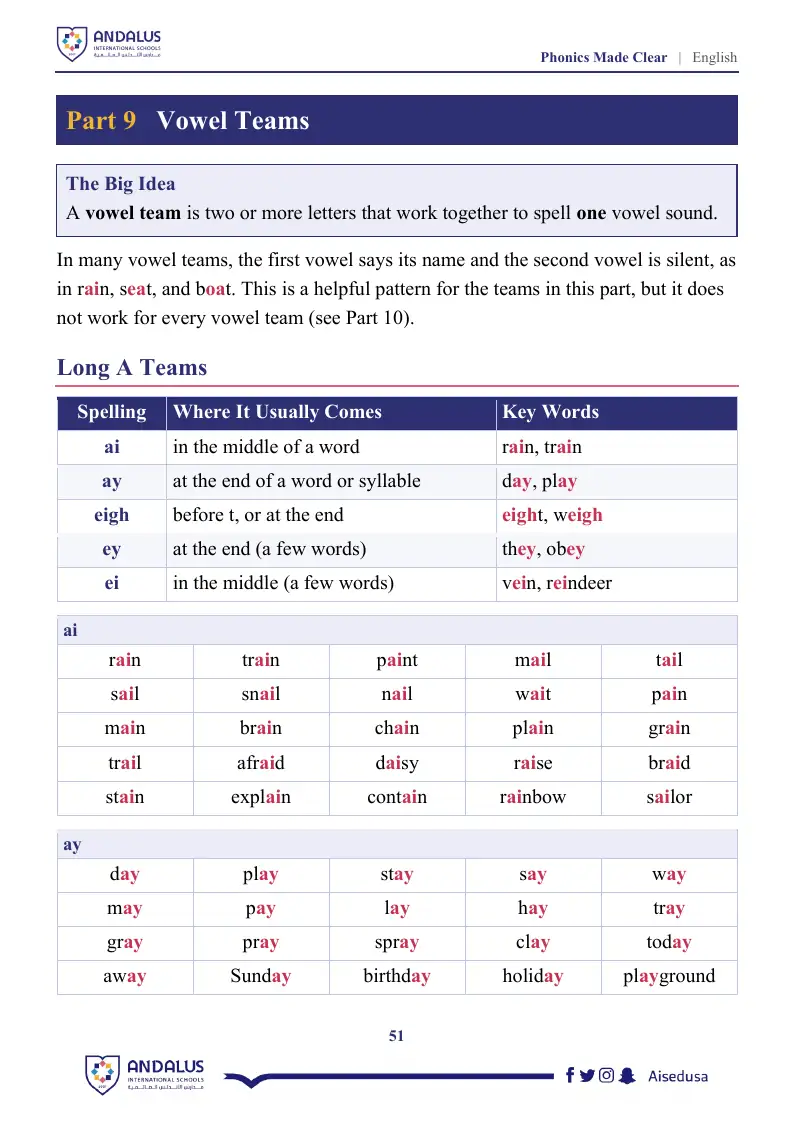 ANDALUS
INTERNATIONAL SCHOOLS
مدارس الأندلس العالمية
Phonics Made Clear | English
Part 9 Vowel Teams
The Big Idea
A vowel team is two or more letters that work together to spell one vowel sound.
In many vowel teams, the first vowel says its name and the second vowel is silent, as
in rain, seat, and boat. This is a helpful pattern for the teams in this part, but it does
not work for every vowel team (see Part 10).
Long A Teams
Spelling Where It Usually Comes Key Words
ai in the middle of a word rain, train
ay at the end of a word or syllable day, play
eigh before t, or at the end eight, weigh
ey at the end (a few words) they, obey
ei in the middle (a few words) vein, reindeer
ai
rain train paint mail tail
sail snail nail wait pain
main brain chain plain grain
trail afraid daisy raise braid
stain explain contain rainbow sailor
ay
day play stay say way
may pay lay hay tray
gray pray spray clay today
away Sunday birthday holiday playground
51
ANDALUS
INTERNATIONAL SCHOOLS
مدارس الأندلس العالمية
Aisedusa